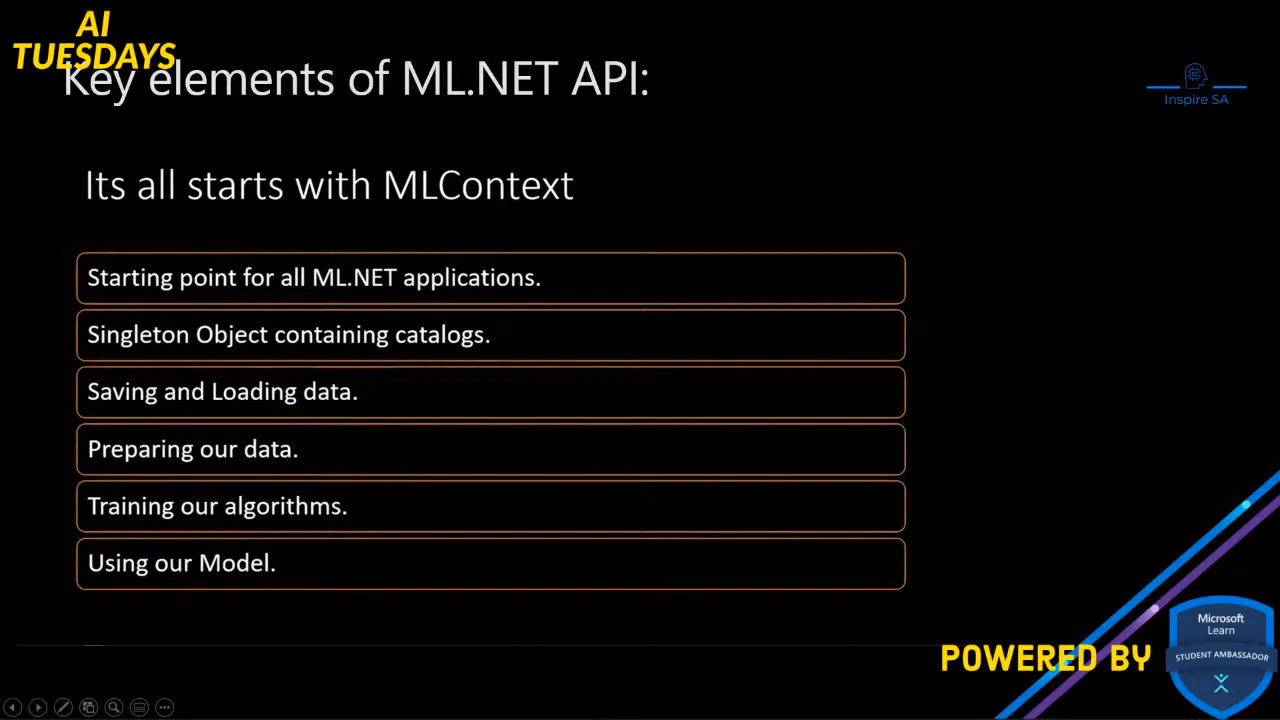 AI
TUESDAYS
Key elements of ML.NET API:
Inspire SA
Its all starts with MLContext
Starting point for all ML.NET applications.
Singleton Object containing catalogs.
Saving and Loading data.
Preparing our data.
Training our algorithms.
Using our Model.
POWERED BY
Microsoft
Learn
STUDENT AMBASSADOR